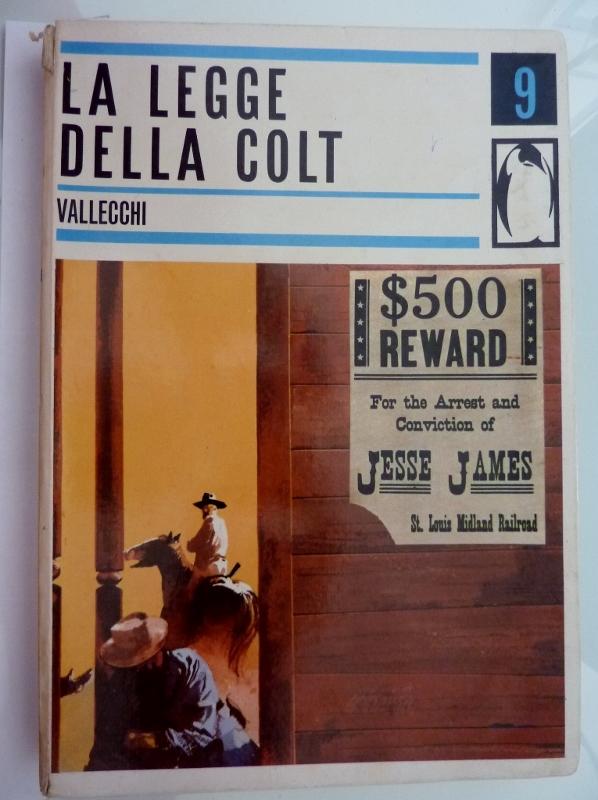 LA LEGGE
DELLA COLT
9
VALLECCHI
$500
REWARD
For the Arrest and
Conviction of
JESSE JAMES
St. Louis Midland Railroad